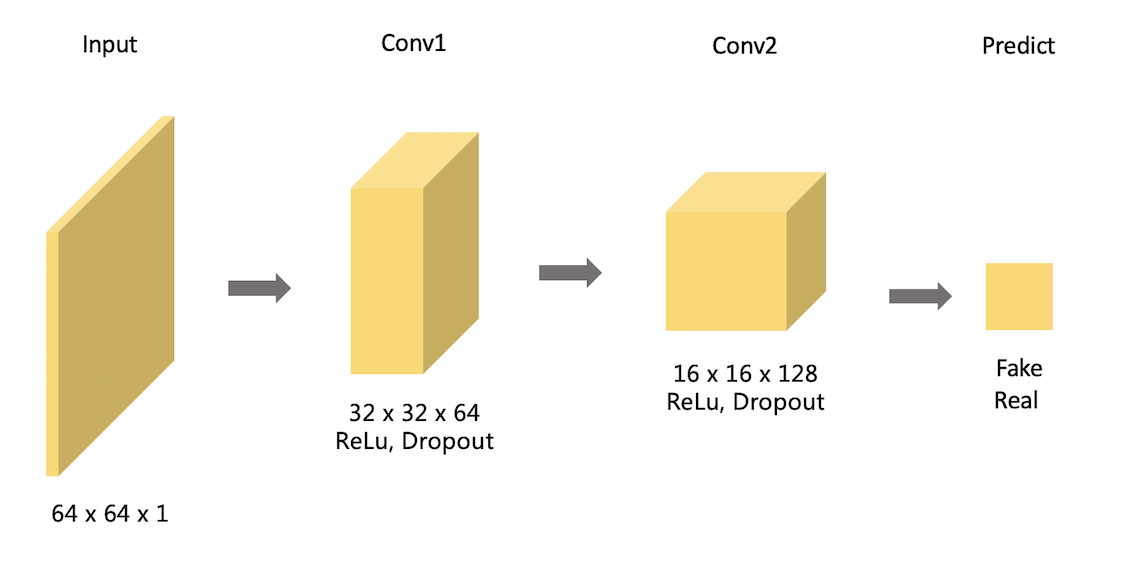 Input
Conv1
Conv2
Predict
64 x 64 x 1
32 x 32 x 64
ReLu, Dropout
16 x 16 x 128
ReLu, Dropout
Fake
Real